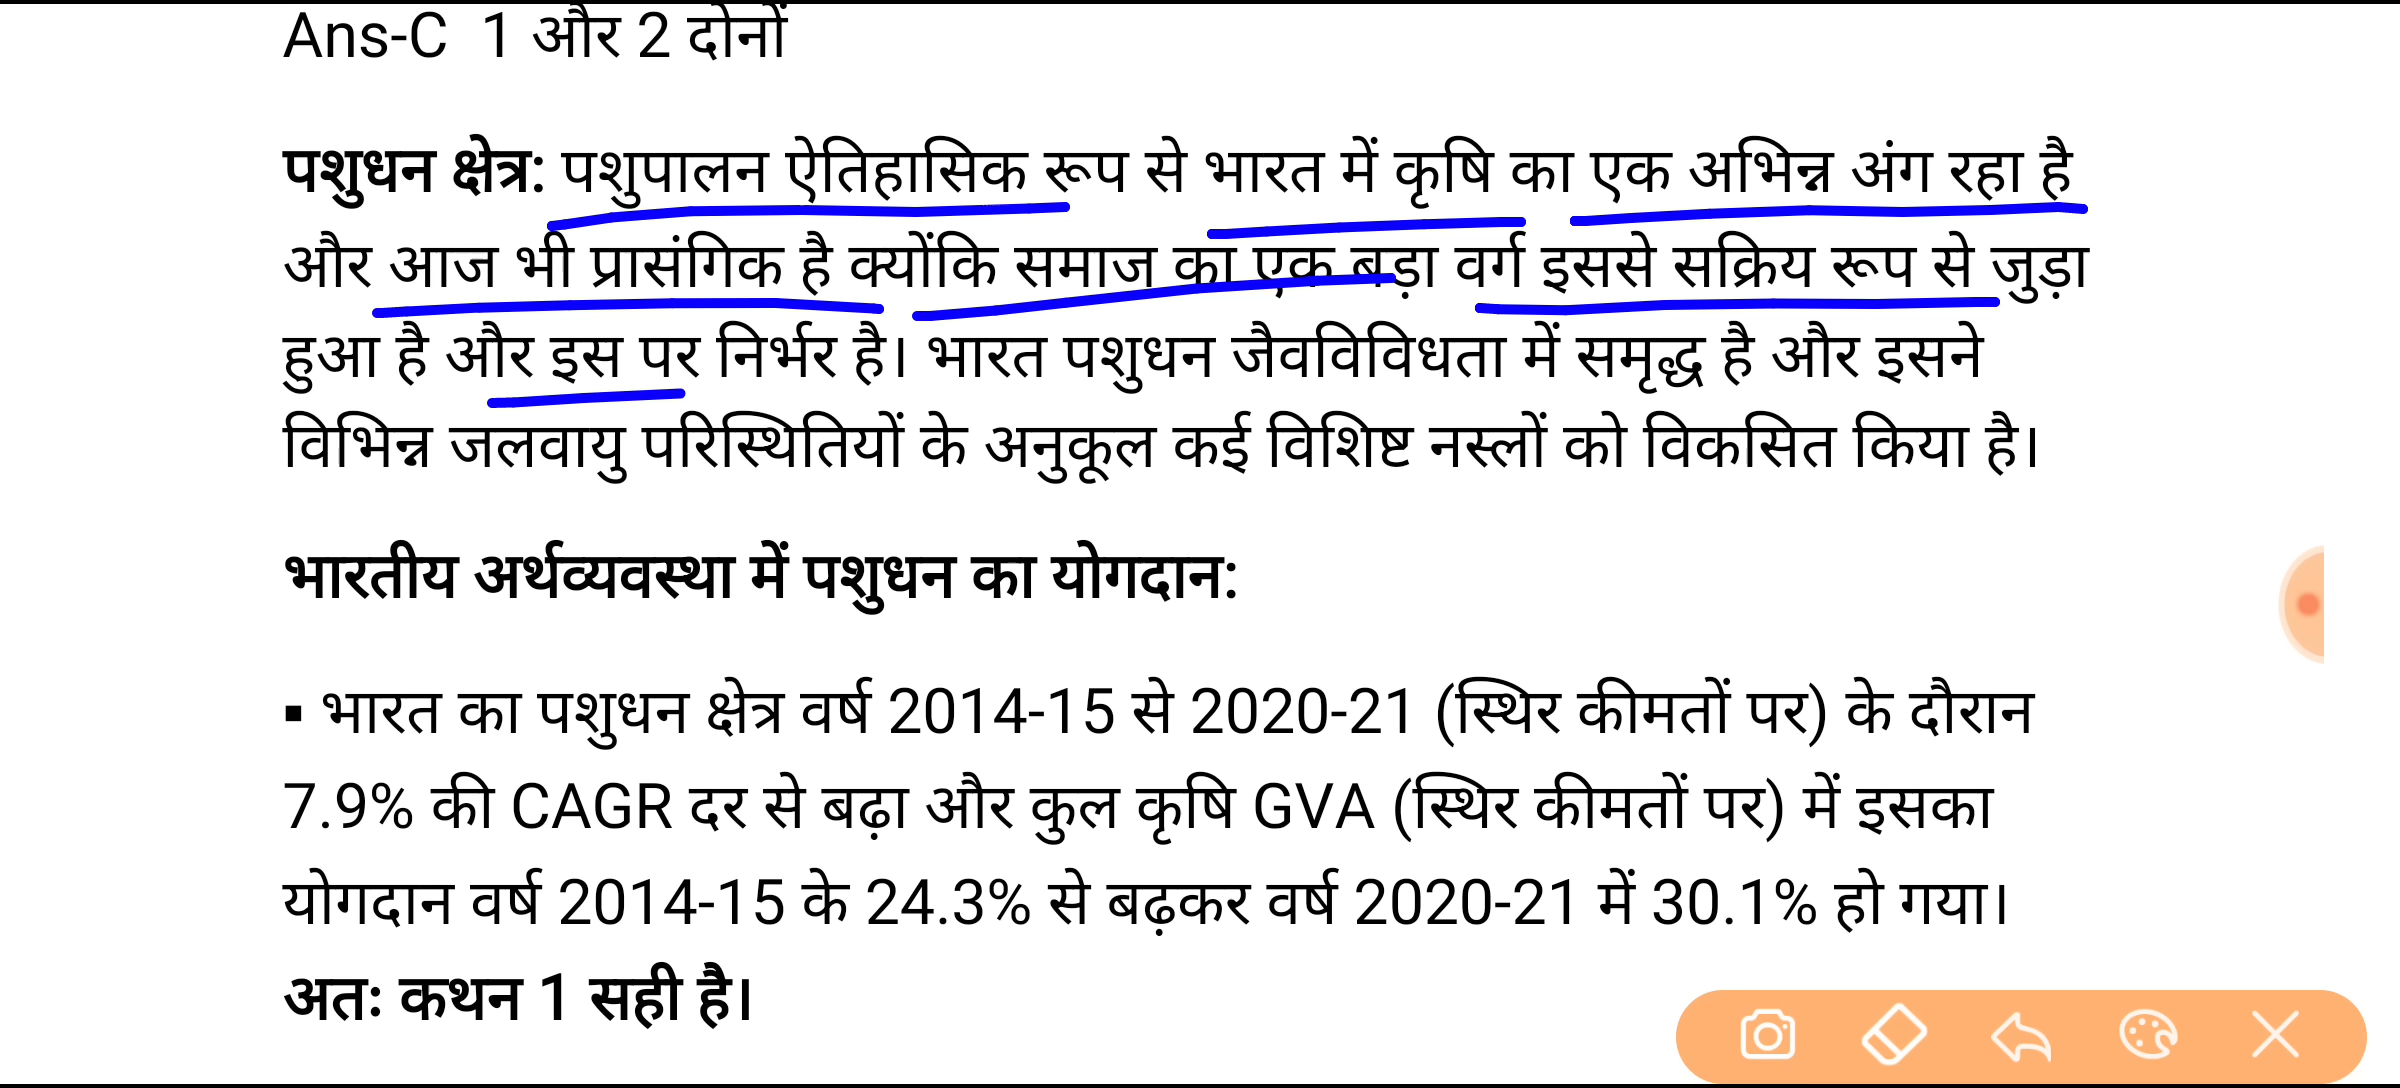 Ans-C 1 और 2 दोनों
पशुधन क्षेत्र: पशुपालन ऐतिहासिक रूप से भारत में कृषि का एक अभिन्न अंग रहा है
और आज भी प्रासंगिक है क्योंकि समाज का एक बड़ा वर्ग इससे सक्रिय रूप से जुड़ा
हुआ है और इस पर निर्भर है। भारत पशुधन जैवविविधता में समृद्ध है और इसने
विभिन्न जलवायु परिस्थितियों के अनुकूल कई विशिष्ट नस्लों को विकसित किया है।
भारतीय अर्थव्यवस्था में पशुधन का योगदान:
▪ भारत का पशुधन क्षेत्र वर्ष 2014-15 से 2020-21 (स्थिर कीमतों पर) के दौरान
7.9% की CAGR दर से बढ़ा और कुल कृषि GVA (स्थिर कीमतों पर) में इसका
योगदान वर्ष 2014-15 के 24.3% से बढ़कर वर्ष 2020-21 में 30.1% हो गया।
अतः कथन 1 सही है।